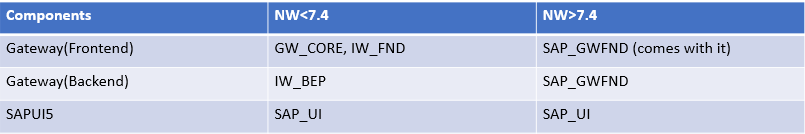 Components NW<7.4 NW>7.4
Gateway(Frontend) GW_CORE, IW_FND SAP_GWFND (comes with it)
Gateway(Backend) IW_BEP SAP_GWFND
SAPUI5 SAP_UI SAP_UI